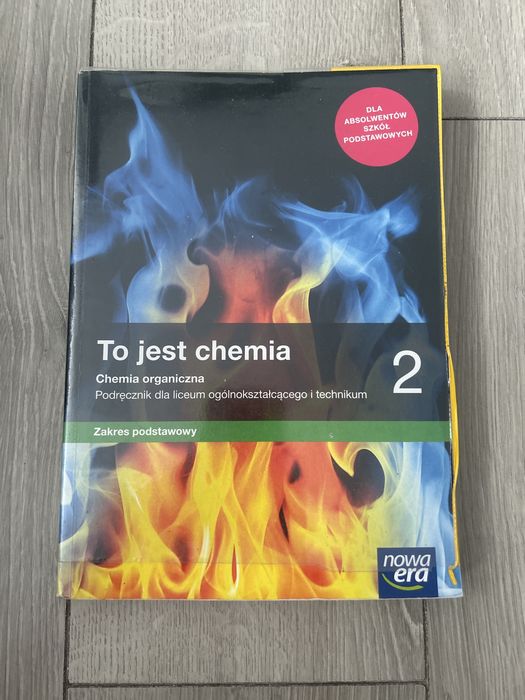 DLA
ABSOLWENTÓW
SZKÓŁ
PODSTAWOWYCH
To jest chemia
2
Chemia organiczna
Podręcznik dla liceum ogólnokształcącego i technikum
Zakres podstawowy
nowa
era